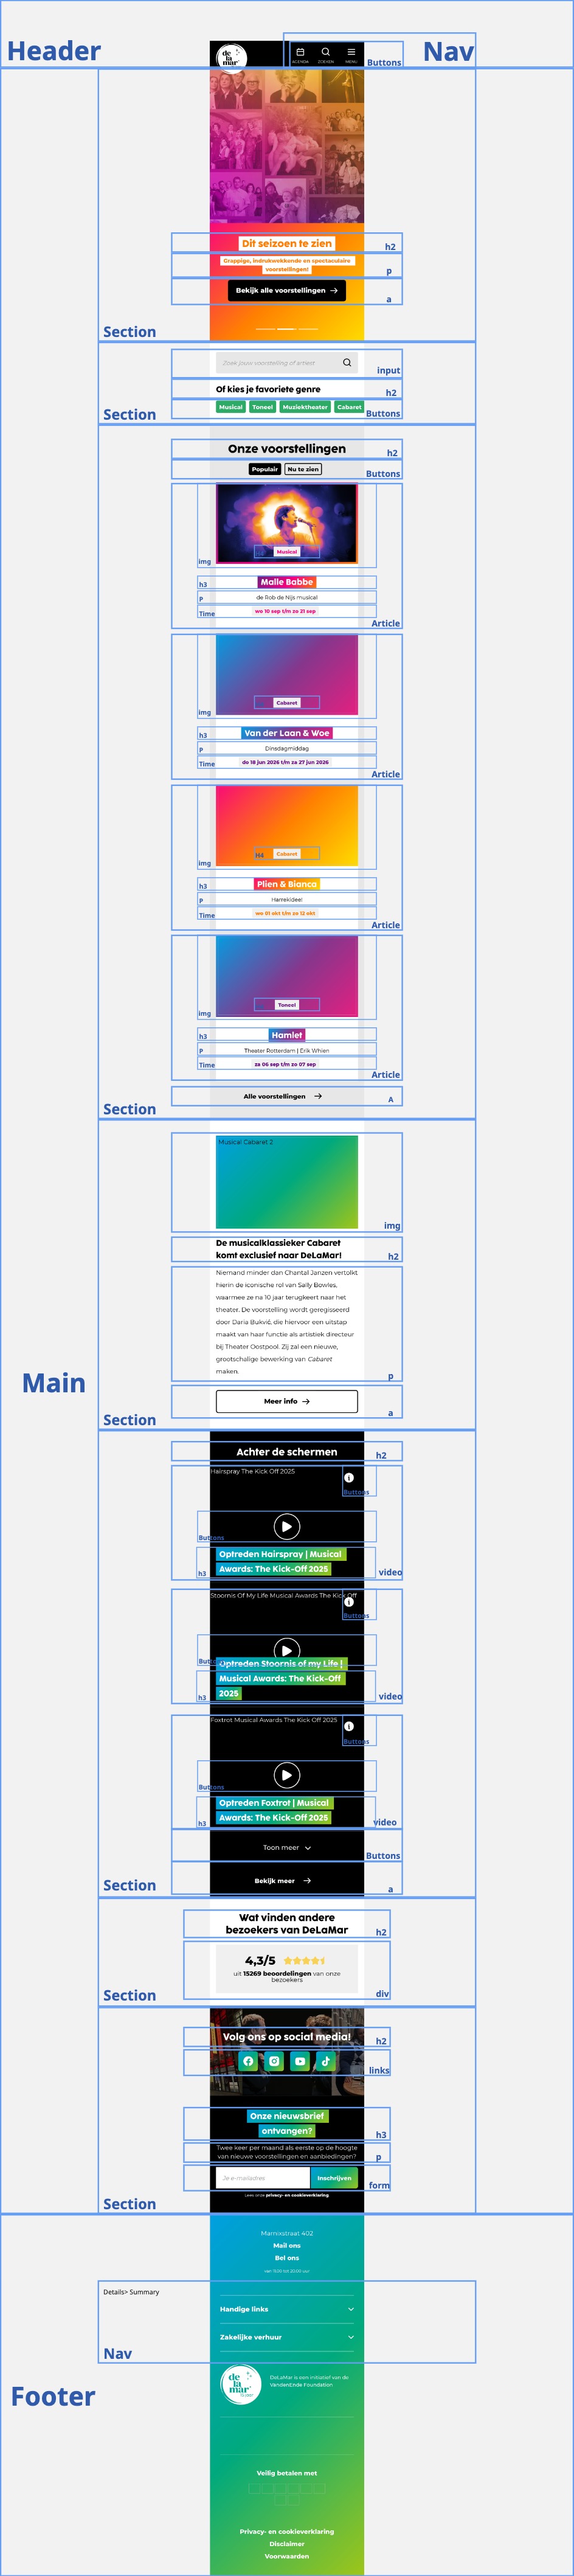 Header
de
la
mar
AGENDA
ZOEKEN
MENU
Buttons
Nav
Dit seizoen te zien
h2
Grappige, indrukwekkende en spectaculaire
voorstellingen!
p
Bekijk alle voorstellingen
a
Section
Zoek jouw voorstelling of artiest
input
Of kies je favoriete genre
h2
Musical
Toneel
Muziektheater
Cabaret
Buttons
Section
Onze voorstellingen
h2
Populair
Nu te zien
Buttons
Musical
img
h3
Malle Babbe
P
de Rob de Nijs musical
Time
wo 10 sep t/m zo 21 sep
Article
Cabaret
img
h3
Van der Laan & Woe
P
Dinsdagmiddag
Time
do 18 jun 2026 t/m za 27 jun 2026
Article
H4
Cabaret
img
h3
Plien & Bianca
P
Harrekidee!
Time
wo 01 okt t/m zo 12 okt
Article
Toneel
img
h3
Hamlet
P
Theater Rotterdam | Erik Whien
Time
za 06 sep t/m zo 07 sep
Article
Alle voorstellingen
A
Section
Musical Cabaret 2
img
De musicalklassieker Cabaret
komt exclusief naar DeLaMar!
h2
Niemand minder dan Chantal Janzen vertolkt
hierin de iconische rol van Sally Bowles,
waarmee ze na 10 jaar terugkeert naar het
theater. De voorstelling wordt geregisseerd
door Daria Bukvić, die hiervoor een uitstap
maakt van haar functie als artistiek directeur
bij Theater Oostpool. Zij zal een nieuwe,
grootschalige bewerking van Cabaret
maken.
p
Main
Meer info
a
Section
Achter de schermen
h2
Hairspray The Kick Off 2025
i
Buttons
Buttons
Optreden Hairspray | Musical
Awards: The Kick-Off 2025
h3
video
Stoornis Of My Life Musical Awards The Kick Off
i
Buttons
Buttons
Optreden Stoornis of my Life |
Musical Awards: The Kick-Off
2025
h3
video
Foxtrot Musical Awards The Kick Off 2025
i
Buttons
Buttons
Optreden Foxtrot | Musical
Awards: The Kick-Off 2025
h3
video
Toon meer
Buttons
Bekijk meer
a
Section
Wat vinden andere
bezoekers van DeLaMar
h2
4,3/5
uit 15269 beoordelingen van onze
bezoekers
div
Section
Volg ons op social media!
h2
links
Onze nieuwsbrief
ontvangen?
h3
Twee keer per maand als eerste op de hoogte
van nieuwe voorstellingen en aanbiedingen?
p
Je e-mailadres
Inschrijven
form
Lees onze privacy- en cookieverklaring
Section
Marnixstraat 402
Mail ons
Bel ons
Details> Summary
Handige links
Zakelijke verhuur
Nav
de
la
mar
DeLaMar is een initiatief van de
VandenEnde Foundation
Footer
Veilig betalen met
Privacy- en cookieverklaring
Disclaimer
Voorwaarden